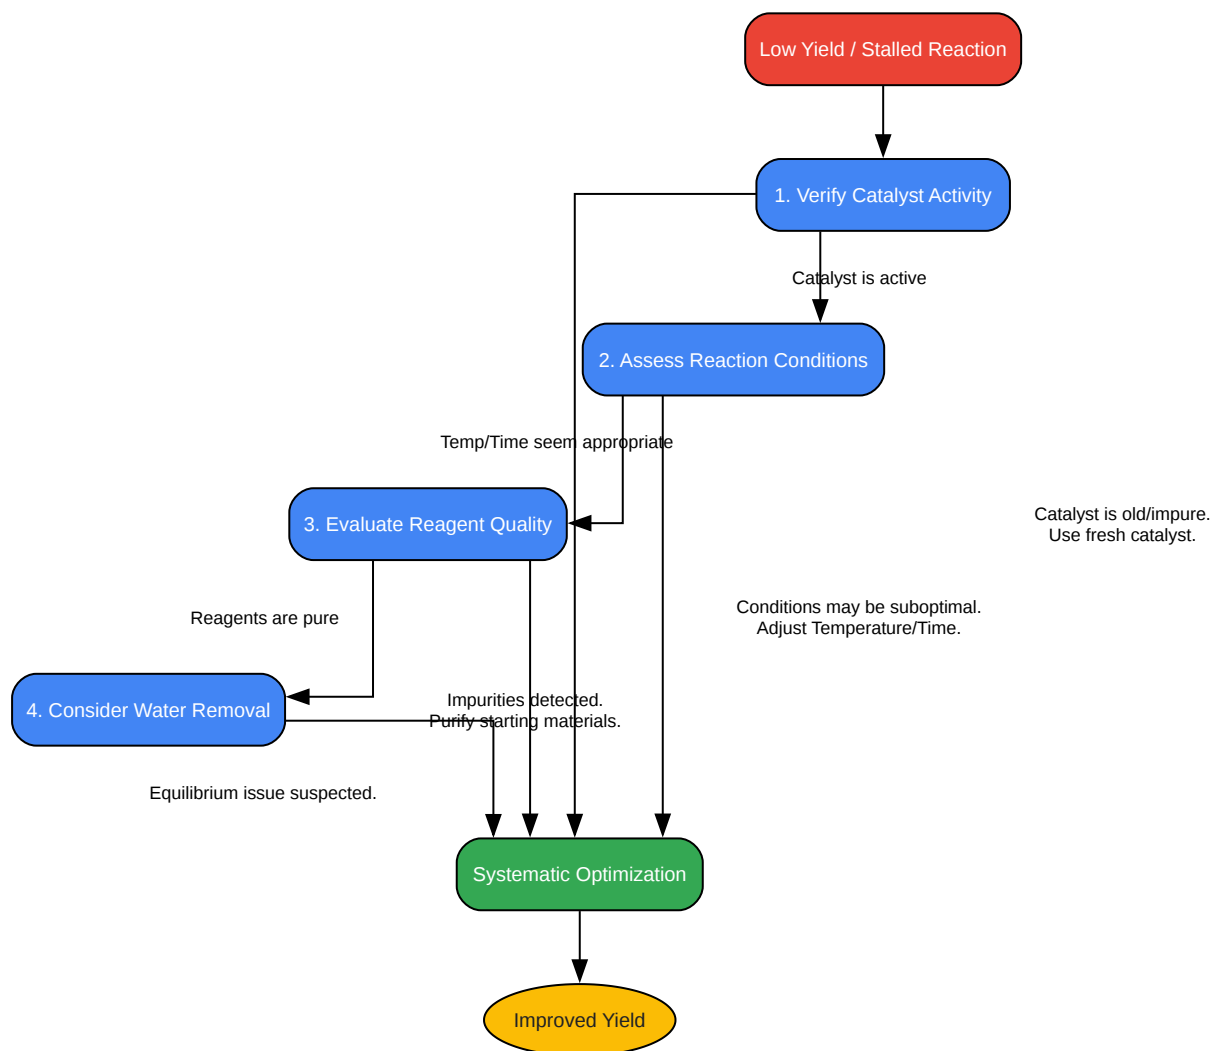 Low Yield / Stalled Reaction
1. Verify Catalyst Activity
Catalyst is active
2. Assess Reaction Conditions
Temp/Time seem appropriate
3. Evaluate Reagent Quality
Catalyst is old/impure.
Use fresh catalyst.
Reagents are pure
Conditions may be suboptimal.
Adjust Temperature/Time.
4. Consider Water Removal
Impurities detected.
Purify starting materials.
Equilibrium issue suspected.
Systematic Optimization
Improved Yield